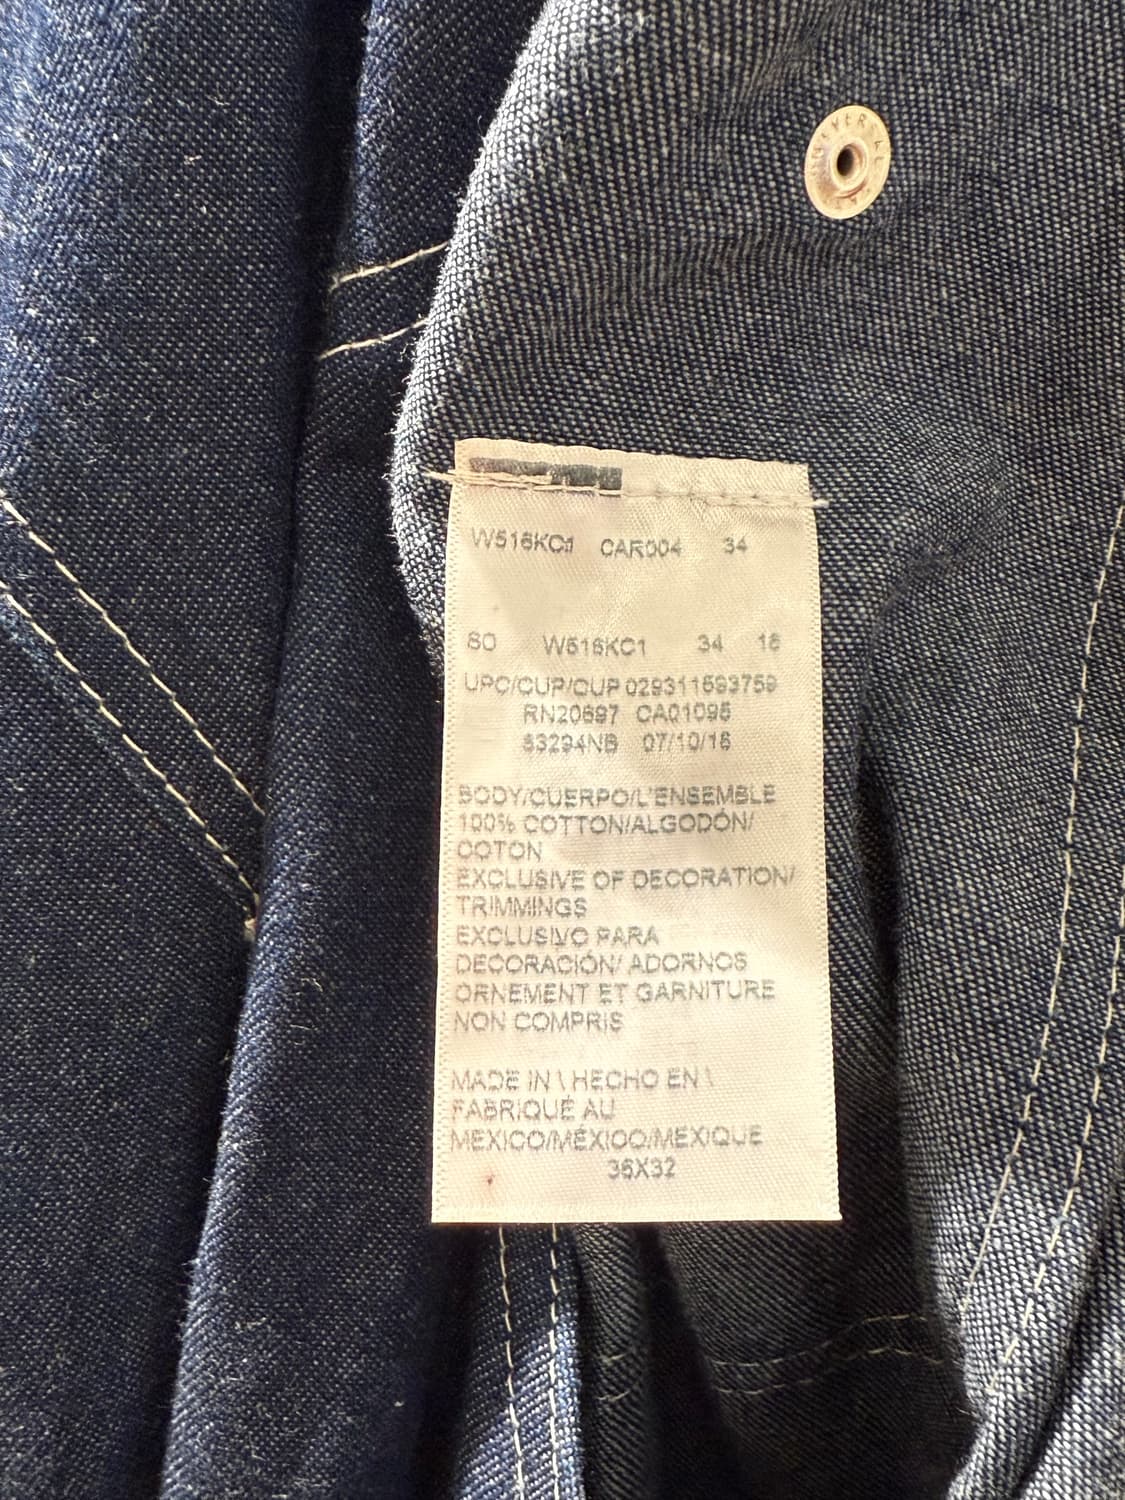 UNIVERSAL
W516KC1 CAR004 34
80 W516KC1 34 16
UPC/CUP/CUP 029311593759
RN20697 CA01095
63294NB 07/10/16
BODY/CUERPO/L'ENSEMBLE
100% COTTON/ALGODÓN/
COTON
EXCLUSIVE OF DECORATION/
TRIMMINGS
EXCLUSIVO PARA
DECORACIÓN/ ADORNOS
ORNEMENT ET GARNITURE
NON COMPRIS
MADE IN \ HECHO EN \
FABRIQUÉ AU
MEXICO/MÉXICO/MEXIQUE
36X32